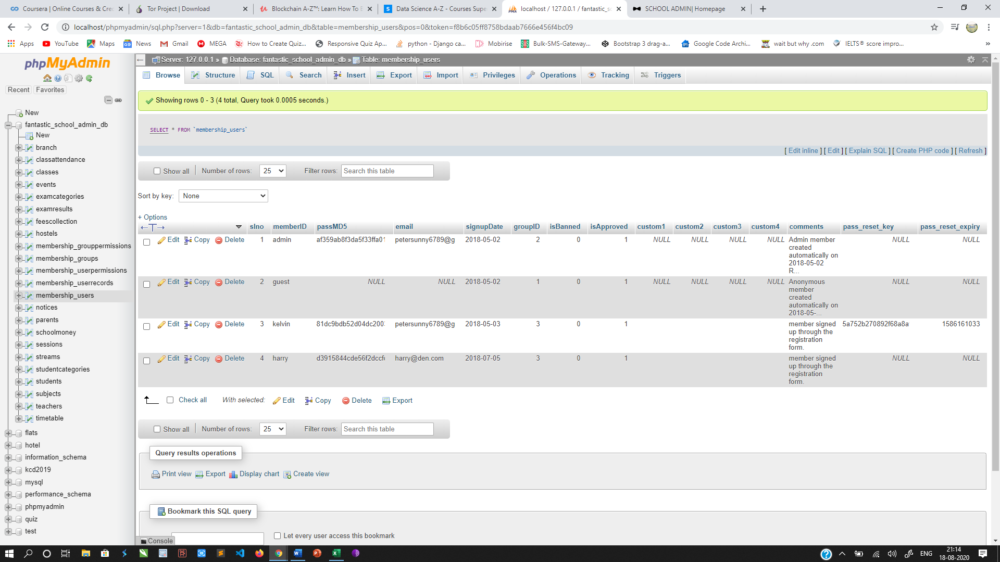 Coursera | Online Courses & Cre
Tor Project | Download
Blockchain A-Z™: Learn How To B
Data Science A-Z - Courses Supe
localhost / 127.0.0.1 / fantastic_sc
SCHOOL ADMIN| Homepage
localhost/phpmyadmin/sql.php?server=1&db=fantastic_school_admin_db&table=membership_users&pos=0&token=f8b6c05ff8758bdaab7666e456f4bc09
Apps YouTube Maps News Gmail MEGA How to Create Quiz... Responsive Quiz Ap... python - Django ca... Mobirise Bulk-SMS-Gateway... Bootstrap 3 drag-a... Google Code Archi... wait but why .com IELTS® score impro... »
phpMyAdmin
Recent Favorites
New
fantastic_school_admin_db
New
branch
classattendance
classes
events
examcategories
examresults
feescollection
hostels
membership_grouppermissions
membership_groups
membership_userpermissions
membership_userrecords
membership_users
notices
parents
schoolmoney
sessions
streams
studentcategories
students
subjects
teachers
timetable
flats
hotel
information_schema
kcd2019
mysql
performance_schema
phpmyadmin
quiz
test
Server: 127.0.0.1 » Database: fantastic_school_admin_db » Table: membership_users
Browse Structure SQL Search Insert Export Import Privileges Operations Tracking Triggers
Showing rows 0 - 3 (4 total, Query took 0.0005 seconds.)
SELECT * FROM `membership_users`
[ Edit inline ] [ Edit ] [ Explain SQL ] [ Create PHP code ] [ Refresh ]
Show all Number of rows: 25 Filter rows: Search this table
Sort by key: None
+ Options
slno memberID passMD5 email signupDate groupID isBanned isApproved custom1 custom2 custom3 custom4 comments pass_reset_key pass_reset_expiry
Edit Copy Delete 1 admin af359ab8f3da5f33ffa01 petersunny6789@g 2018-05-02 2 0 1 NULL NULL NULL NULL Admin member NULL NULL
created
automatically on
2018-05-02
R...
Edit Copy Delete 2 guest NULL NULL 2018-05-02 1 0 1 NULL NULL NULL NULL Anonymous NULL NULL
member
created
automatically on
2018-05-...
Edit Copy Delete 3 kelvin 81dc9bdb52d04dc200 petersunny6789@g 2018-05-03 3 0 1 member signed 5a752b270892f68a8a 1586161033
up through the
registration
form.
Edit Copy Delete 4 harry d3915844cde56f2dccf harry@den.com 2018-07-05 3 0 1 member signed NULL NULL
up through the
registration
form.
Check all With selected: Edit Copy Delete Export
Show all Number of rows: 25 Filter rows: Search this table
Query results operations
Print view Export Display chart Create view
Bookmark this SQL query
Let every user access this bookmark
Console
ENG
21:14
18-08-2020